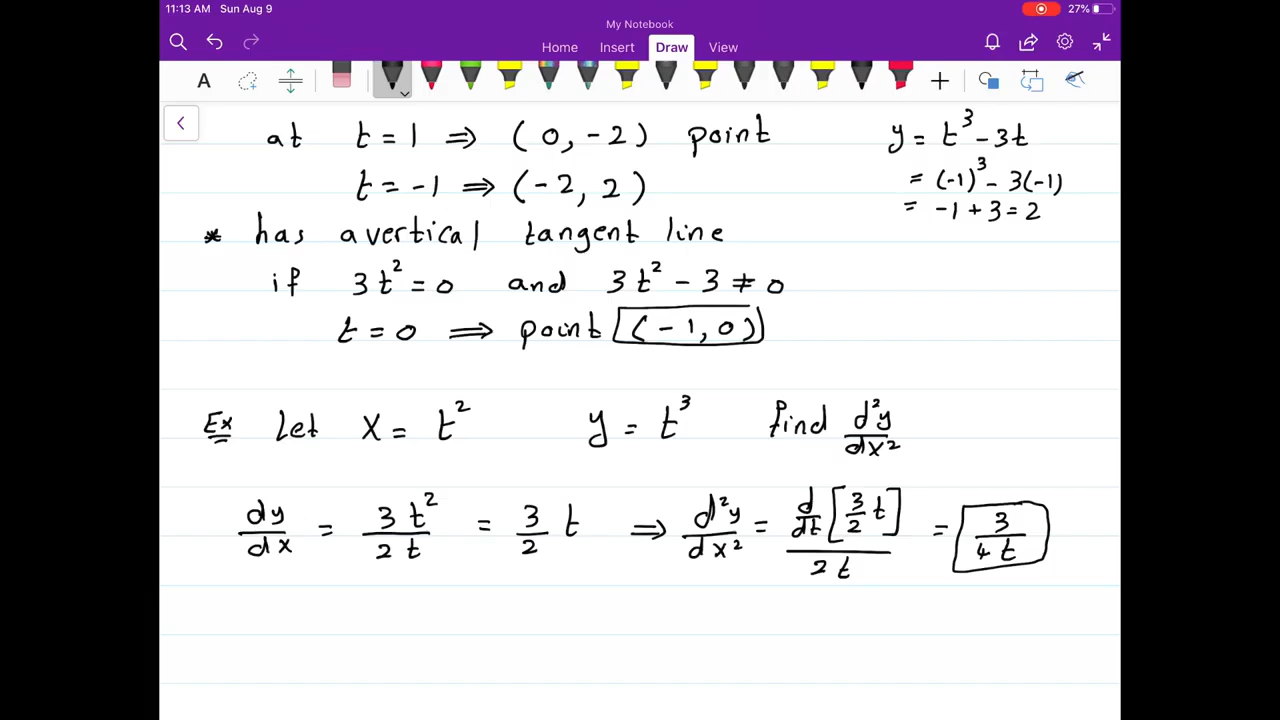 11:13 AM Sun Aug 9
27%
My Notebook
Home Insert Draw View
A
at t = 1 ⇒ (0, -2) point
y = t³ - 3t
t = -1 ⇒ (-2, 2)
= (-1)³ - 3(-1)
= -1 + 3 = 2
* has a vertical tangent line
if 3t² = 0 and 3t² - 3 ≠ 0
t = 0 ⇒ point (-1, 0)
Ex Let x = t² y = t³ find d²y/dx²
dy/dx = 3t²/2t = 3/2 t ⇒ d²y/dx² = d/dt [3/2 t] / 2t = 3/4t